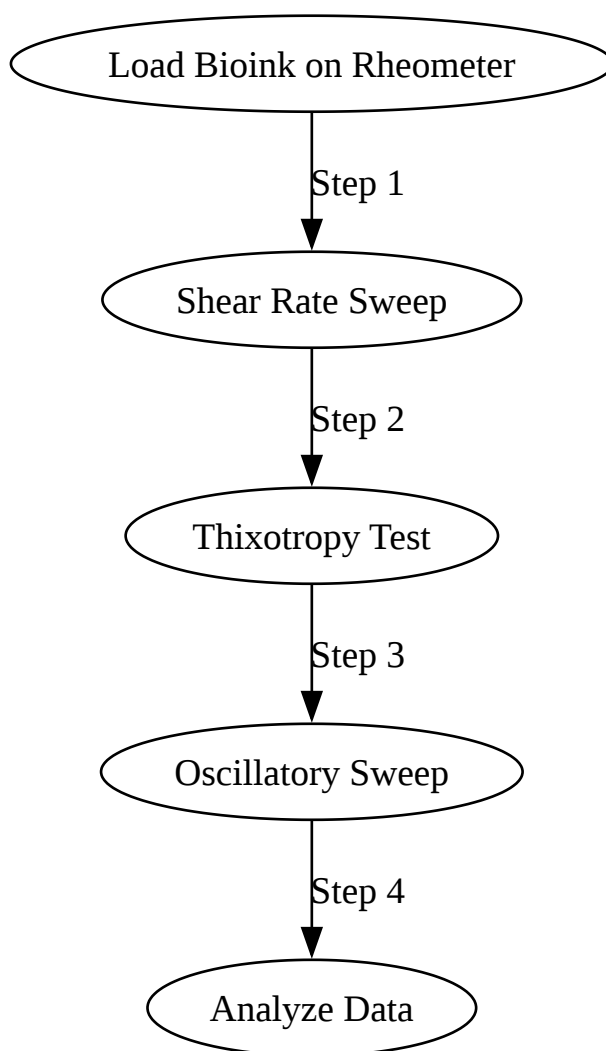 Load Bioink on Rheometer
Step 1
Shear Rate Sweep
Step 2
Thixotropy Test
Step 3
Oscillatory Sweep
Step 4
Analyze Data